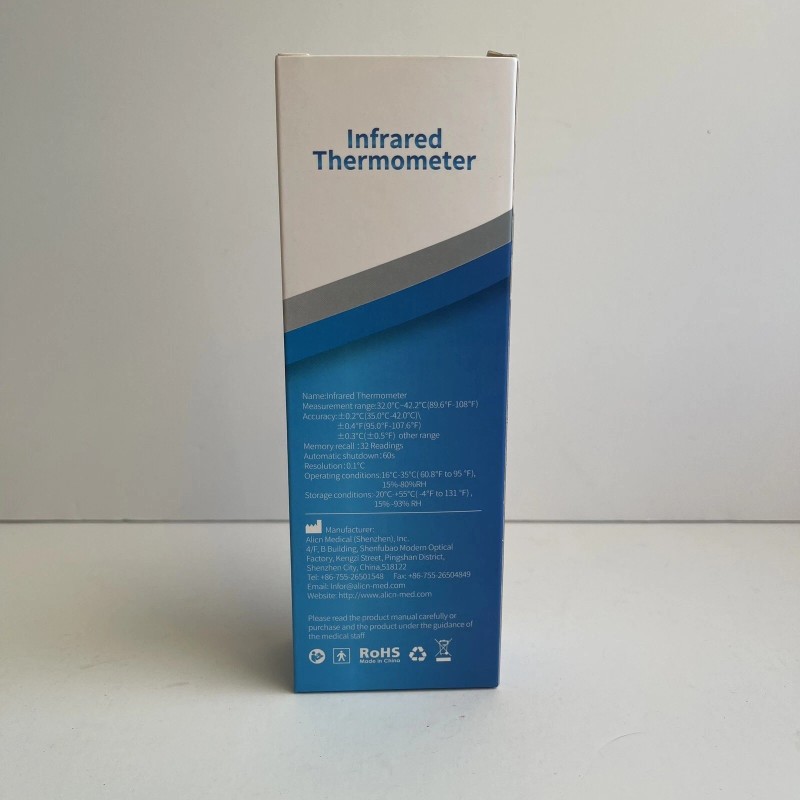 Infrared
Thermometer
Name:Infrared Thermometer
Measurement range:32.0°C~42.2°C(89.6°F-108°F)
Accuracy:±0.2°C(35.0°C-42.0°C)\
±0.4°F(95.0°F-107.6°F)
±0.3°C(±0.5°F) other range
Memory recall :32 Readings
Automatic shutdown:60s
Resolution:0.1°C
Operating conditions:16°C-35°C( 60.8°F to 95 °F),
15%-80%RH
Storage conditions:-20°C-+55°C( -4°F to 131 °F) ,
15% -93% RH
Manufacturer:
Alicn Medical (Shenzhen), Inc
4/F, B Building, Shenfubao Modern Optical
Factory, Kengzi Street, Pingshan District,
Shenzhen City, China,518122
Tel: +86-755-26501548 Fax: +86-755-26504849
Email: Infor@alicn-med.com
Website: http://www.alicn-med.com
Please read the product manual carefully or
purchase and the product under the guidance of
the medical staff
RoHS
Made in China